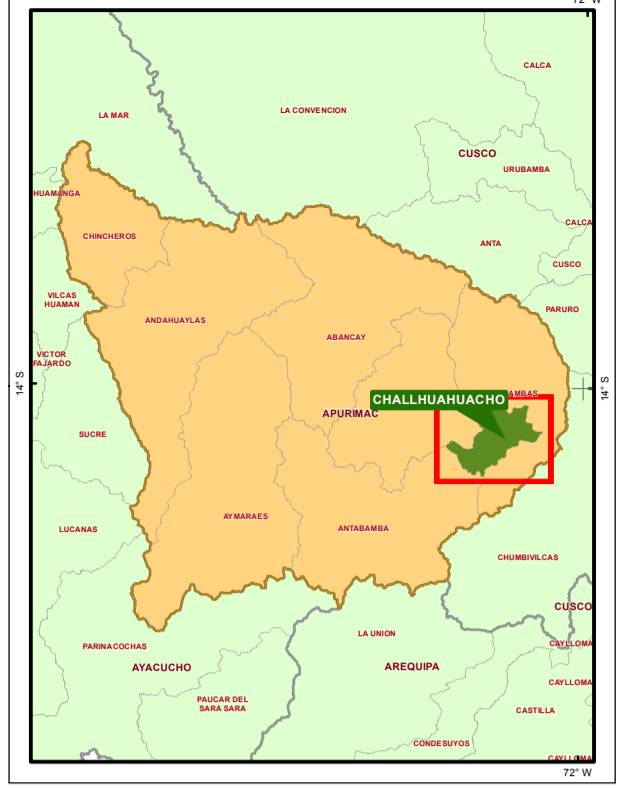 72° W
CALCA
LA CONVENCION
LA MAR
CUSCO
URUBAMBA
HUAMANGA
CALCA
CHINCHEROS
ANTA
CUSCO
VILCAS
HUAMAN
PARURO
ANDAHUAYLAS
ABANCAY
VICTOR
FAJARDO
14° S
14° S
AMBAS
CHALLHUAHUACHO
APURIMAC
SUCRE
AYMARAES
ANTABAMBA
LUCANAS
CHUMBIVILCAS
CUSCO
LA UNION
CAYLLOMA
PARINACOCHAS
AYACUCHO
AREQUIPA
CAYLLOMA
PAUCAR DEL
SARA SARA
CASTILLA
CONDESUYOS
CAYLLOMA
72° W